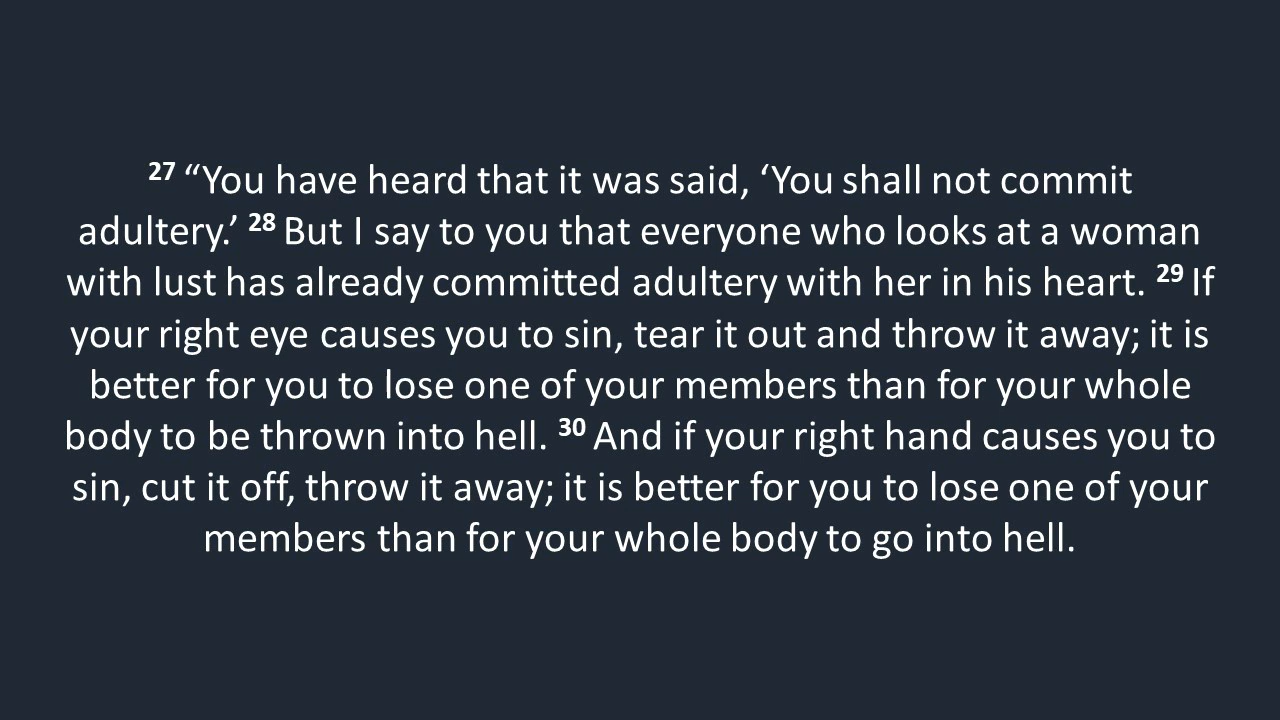 27 “You have heard that it was said, ‘You shall not commit
adultery.’ 28 But I say to you that everyone who looks at a woman
with lust has already committed adultery with her in his heart. 29 If
your right eye causes you to sin, tear it out and throw it away; it is
better for you to lose one of your members than for your whole
body to be thrown into hell. 30 And if your right hand causes you to
sin, cut it off, throw it away; it is better for you to lose one of your
members than for your whole body to go into hell.